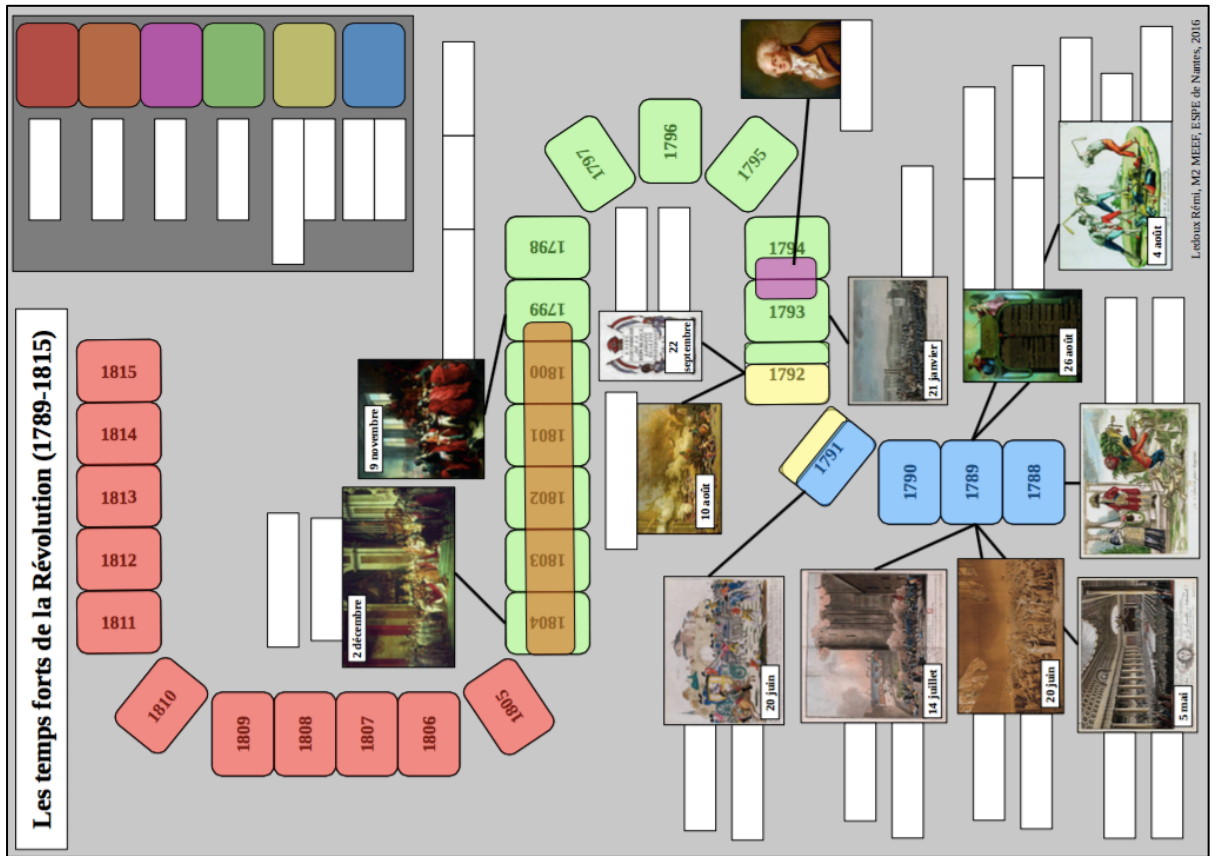 Les temps forts de la Révolution (1789-1815)
1811
1812
1813
1814
1815
1810
1809
1808
1807
1806
1805
2 décembre
9 novembre
1804
1803
1802
1801
1800
1799
1798
1797
1796
1795
1794
1793
1792
22
septembre
10 août
21 janvier
1791
1790
1789
1788
20 juin
14 juillet
20 juin
5 mai
26 août
4 août
Ledoux Rémi, M2 MEEF, ESPE de Nantes, 2016